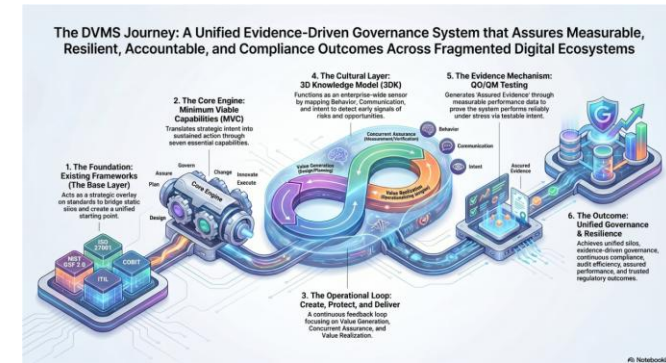 The DVMS Journey: A Unified Evidence-Driven Governance System that Assures Measurable,
Resilient, Accountable, and Compliance Outcomes Across Fragmented Digital Ecosystems
1. The Foundation:
Existing Frameworks
(The Base Layer)
Acts as a strategic overlay
on standards to bridge static
silos and create a unified
starting point.
ISO
27001
NIST
CSF 2.0
COBIT
ITIL
2. The Core Engine:
Minimum Viable
Capabilities (MVC)
Translates strategic intent into
sustained action through
seven essential capabilities.
Govern
Assure
Plan
Design
Change
Innovate
Execute
Core Engine
3. The Operational Loop:
Create, Protect, and Deliver
A continuous feedback loop
focusing on Value Generation,
Concurrent Assurance, and
Value Realization.
4. The Cultural Layer:
3D Knowledge Model (3DK)
Functions as an enterprise-wide sensor
by mapping Behavior, Communication,
and intent to detect early signals of
risks and opportunities.
Concurrent Assurance
(Measurement/Verification)
Value Generation
(Design/Planning)
Value Realization
Behavior
Communication
Intent
5. The Evidence Mechanism:
QO/QM Testing
Generates 'Assured Evidence' through
measurable performance data to
prove the system performs reliably
under stress via testable intent.
Assured
Evidence
6. The Outcome:
Unified Governance
& Resilience
Achieves unified silos,
evidence-driven governance,
continuous compliance,
audit efficiency, assured
performance, and trusted
regulatory outcomes.